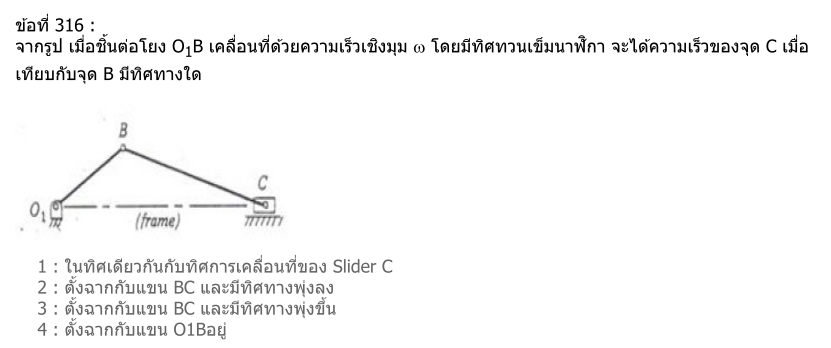 ข้อที่ 316 :
จากรูป เมื่อชิ้นต่อโยง O1B เคลื่อนที่ด้วยความเร็วเชิงมุม ω โดยมีทิศทวนเข็มนาฬิกา จะได้ความเร็วของจุด C เมื่อ
เทียบกับจุด B มีทิศทางใด
B
C
O1
(frame)
1 : ในทิศเดียวกันกับทิศการเคลื่อนที่ของ Slider C
2 : ตั้งฉากกับแขน BC และมีทิศทางพุ่งลง
3 : ตั้งฉากกับแขน BC และมีทิศทางพุ่งขึ้น
4 : ตั้งฉากกับแขน O1Bอยู่